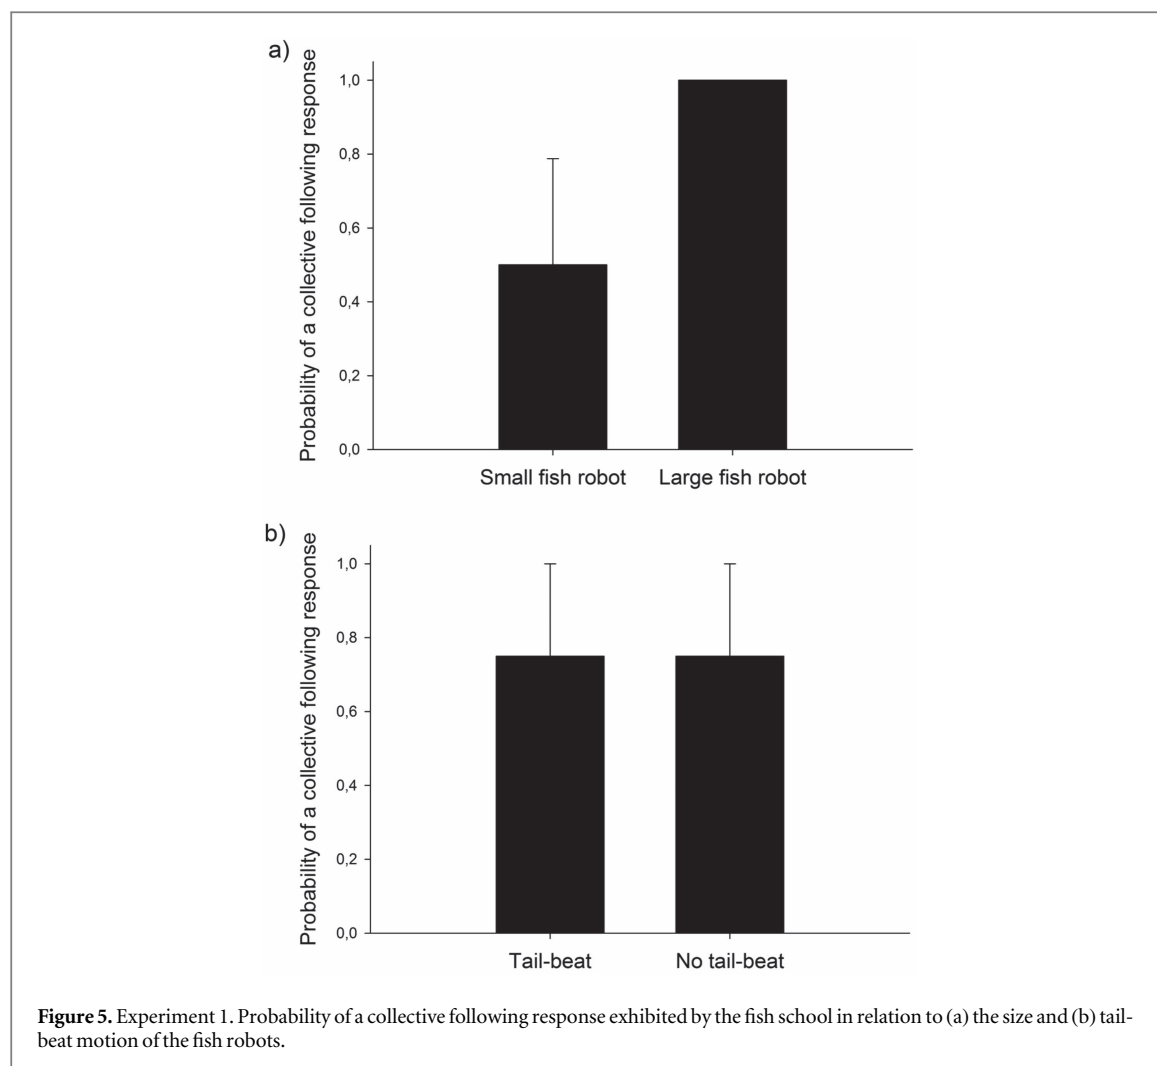 a)
Probability of a collective following response
1,0
0,8
0,6
0,4
0,2
0,0
Small fish robot
Large fish robot
b)
Probability of a collective following response
1,0
0,8
0,6
0,4
0,2
0,0
Tail-beat
No tail-beat
Figure 5. Experiment 1. Probability of a collective following response exhibited by the fish school in relation to (a) the size and (b) tail-
beat motion of the fish robots.